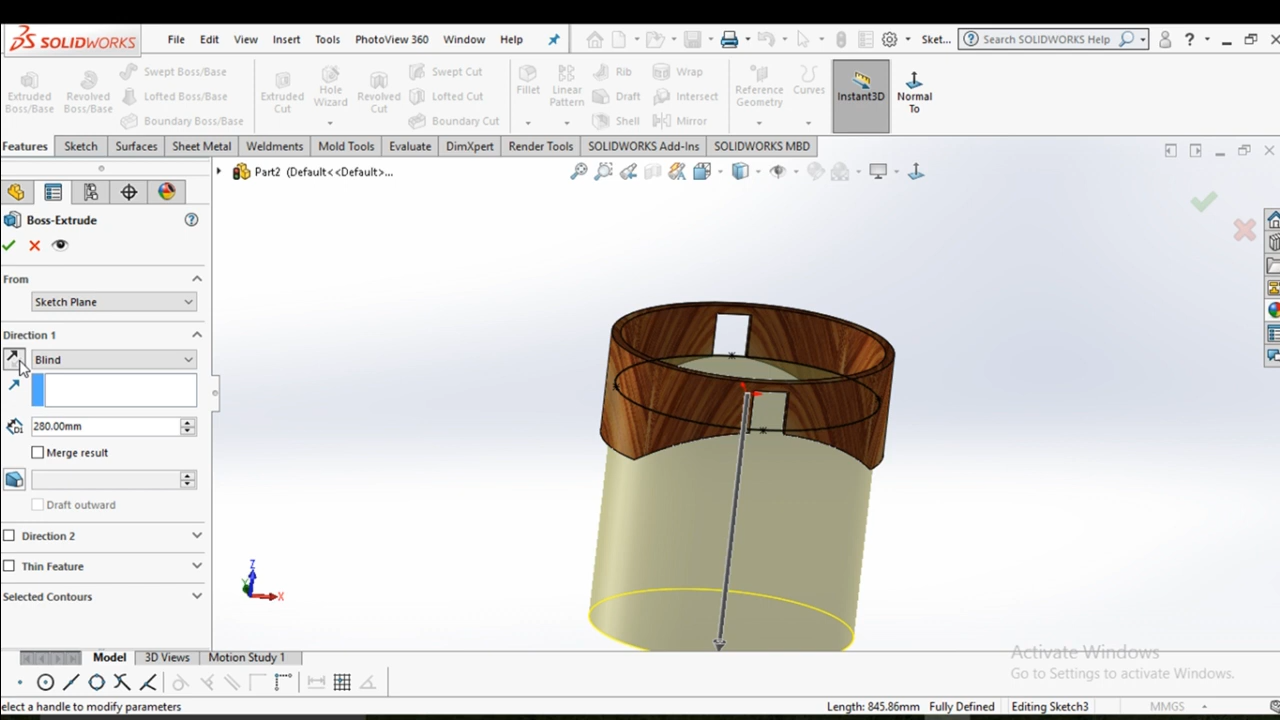 SOLIDWORKS File Edit View Insert Tools PhotoView 360 Window Help Sket... Search SOLIDWORKS Help ?
Extruded Boss/Base
Revolved Boss/Base
Swept Boss/Base
Lofted Boss/Base
Boundary Boss/Base
Extruded Cut
Hole Wizard
Revolved Cut
Swept Cut
Lofted Cut
Boundary Cut
Fillet
Linear Pattern
Rib
Draft
Shell
Wrap
Intersect
Mirror
Reference Geometry
Curves
Instant3D
Normal To
Features Sketch Surfaces Sheet Metal Weldments Mold Tools Evaluate DimXpert Render Tools SOLIDWORKS Add-Ins SOLIDWORKS MBD
Part2 (Default<<Default>...
Boss-Extrude
From
Sketch Plane
Direction 1
Blind
D1 280.00mm
Merge result
Draft outward
Direction 2
Thin Feature
Selected Contours
Z
Y
X
Activate Windows
Go to Settings to activate Windows.
Model 3D Views Motion Study 1
elect a handle to modify parameters Length: 845.86mm Fully Defined Editing Sketch3 MMGS